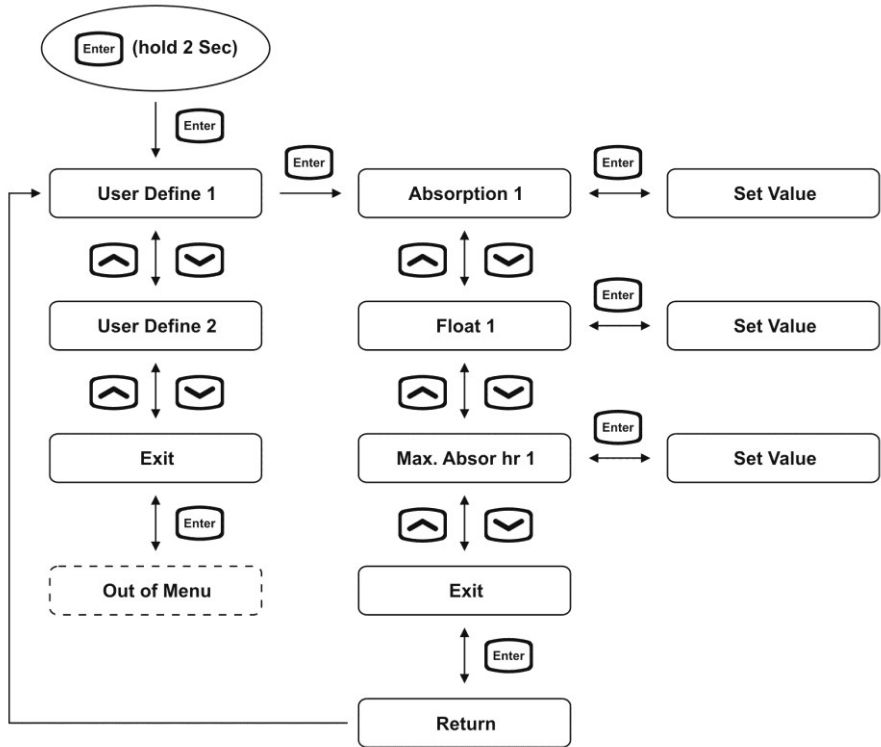 Enter (hold 2 Sec)
Enter
Enter
Enter
User Define 1
Absorption 1
Set Value
Enter
User Define 2
Float 1
Set Value
Enter
Exit
Max. Absor hr 1
Set Value
Enter
Out of Menu
Exit
Enter
Return